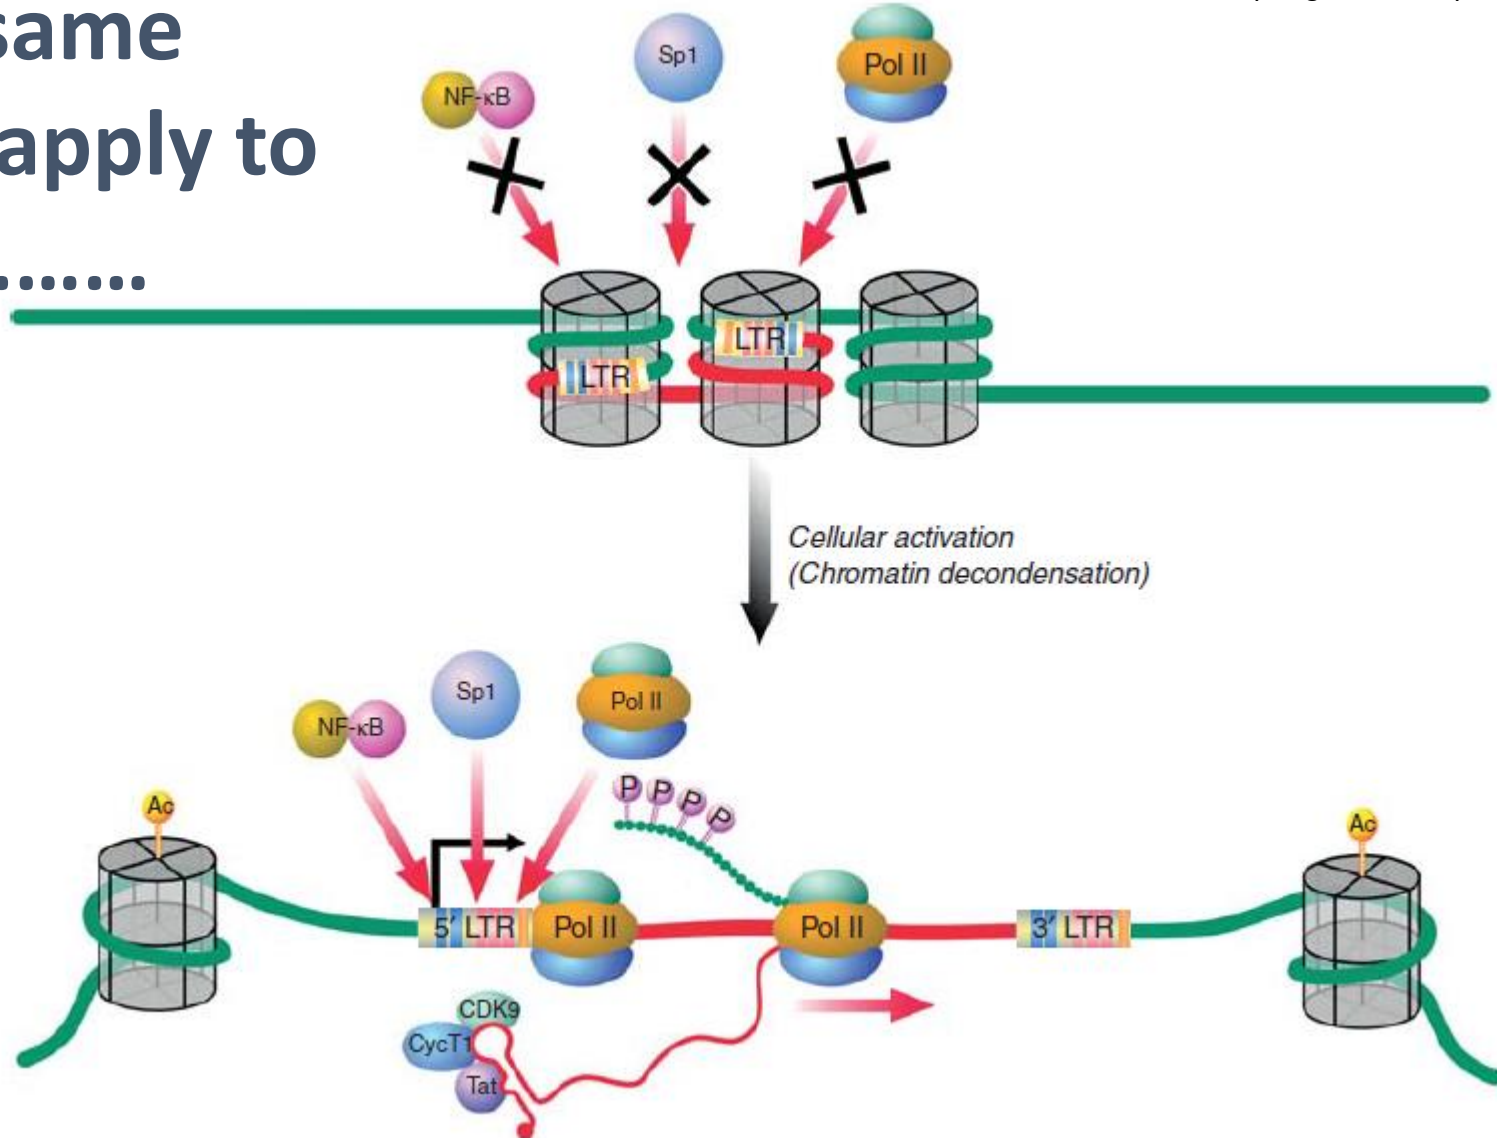 same
apply to
........
NF-κB
Sp1
Pol II
LTR
LTR
Cellular activation
(Chromatin decondensation)
NF-κB
Sp1
Pol II
P P P P
Ac
Ac
5′ LTR
Pol II
Pol II
3′ LTR
CDK9
CycT1
Tat